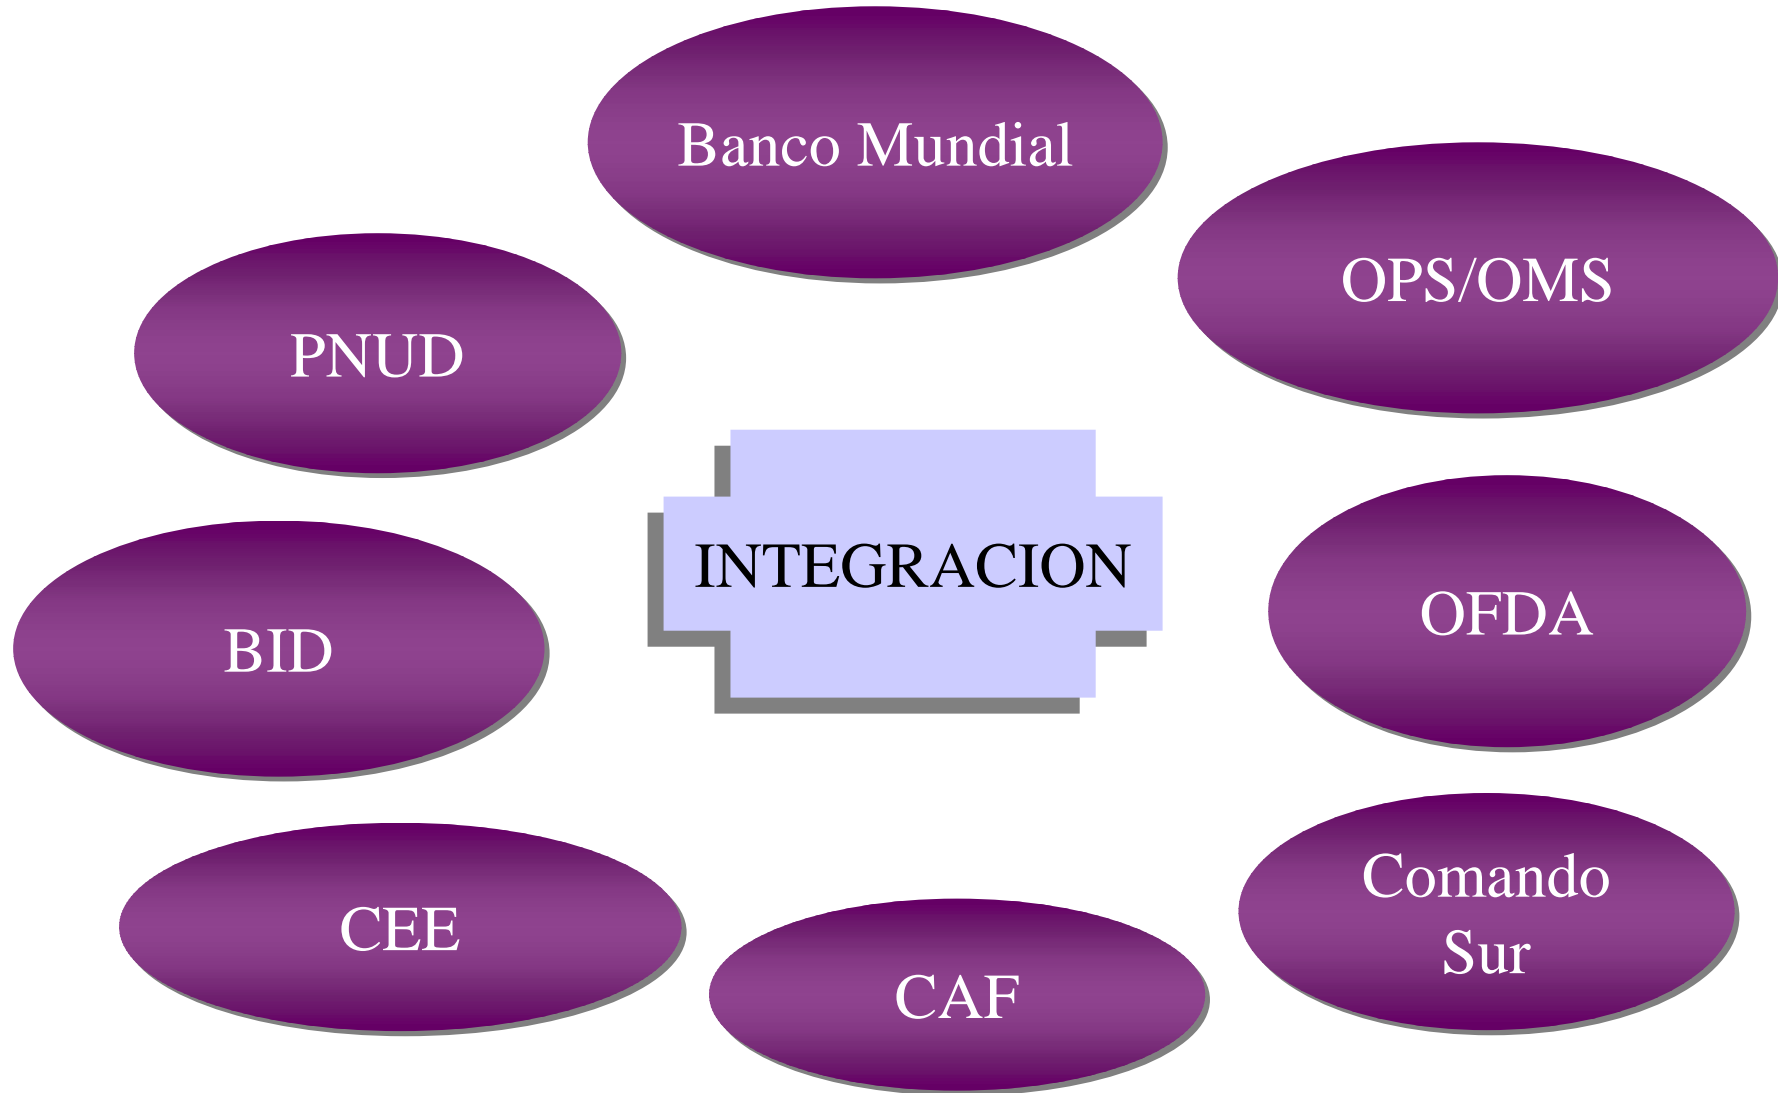 Banco Mundial
OPS/OMS
PNUD
INTEGRACION
OFDA
BID
Comando
Sur
CEE
CAF